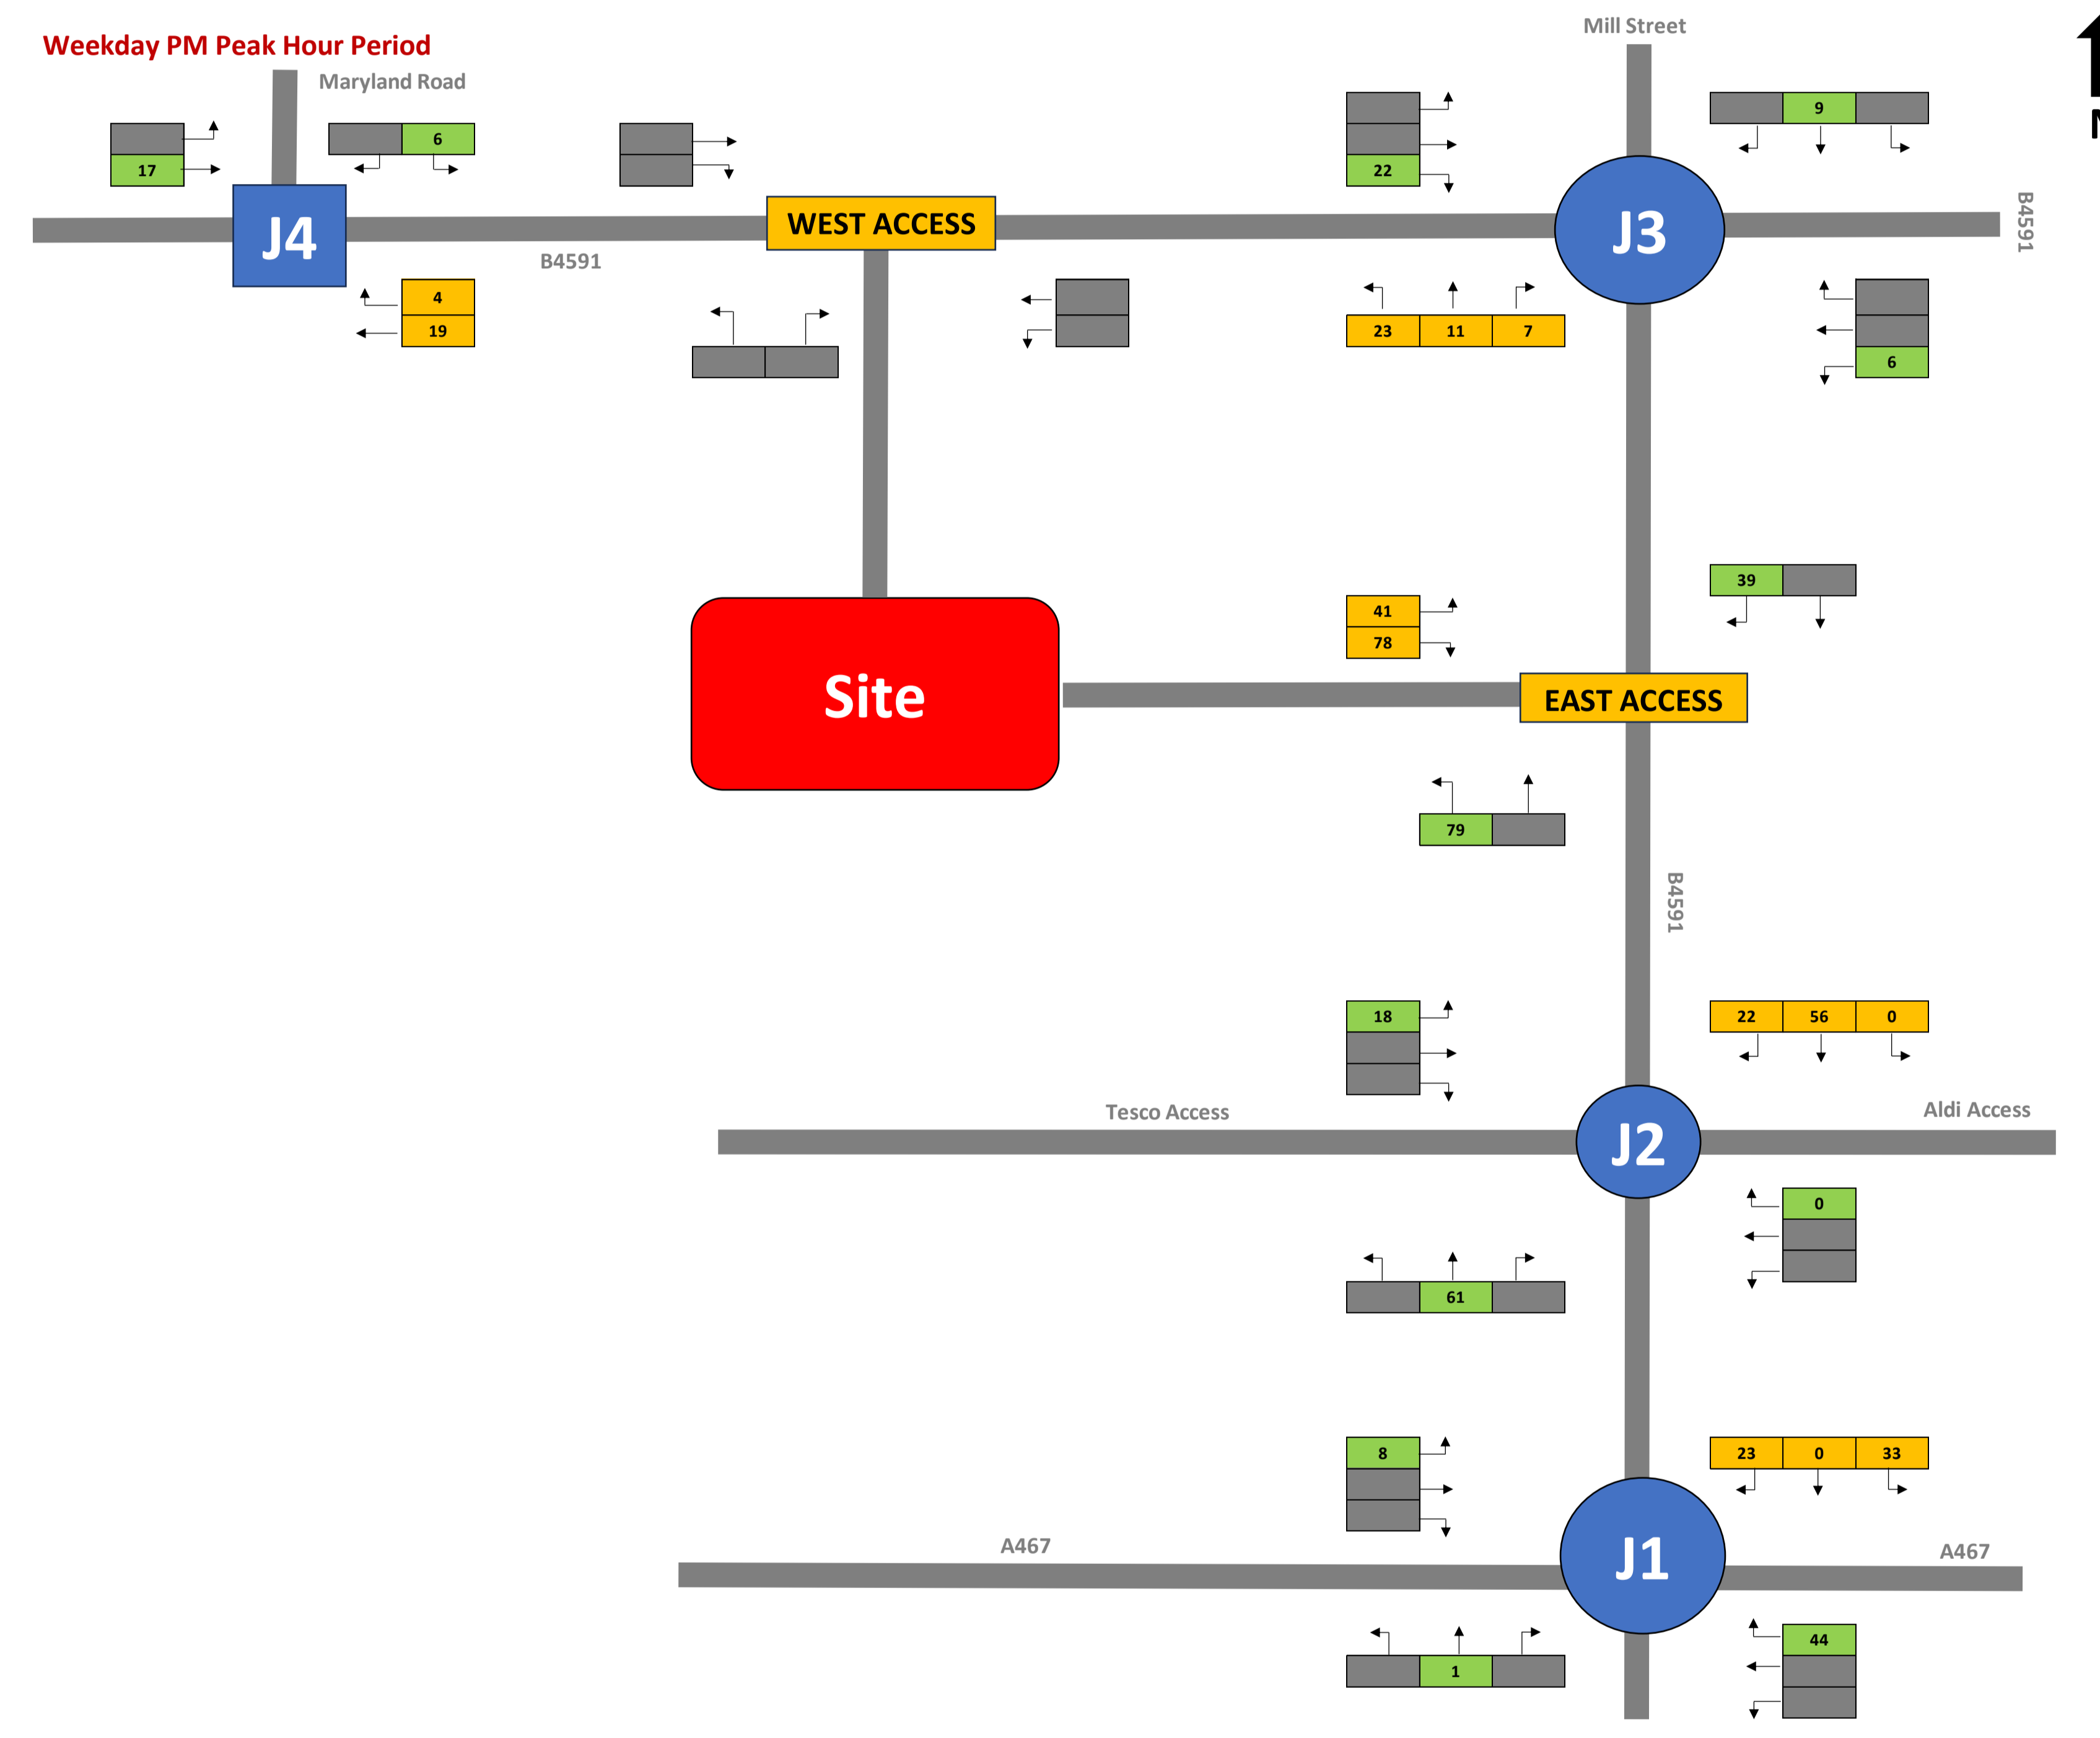 Mill Street
Weekday PM Peak Hour Period
Maryland Road
9
6
17
22
B4591
J4
WEST ACCESS
J3
B4591
4
19
23 11 7
6
39
41
78
Site
EAST ACCESS
79
B4591
18
22 56 0
Tesco Access
Aldi Access
J2
0
61
8
23 0 33
A467
A467
J1
44
1